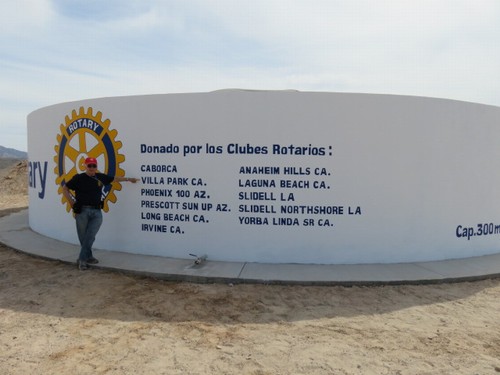 ROTARY
ary
Donado por los Clubes Rotarios:
CABORCA
VILLA PARK CA.
PHOENIX 100 AZ.
PRESCOTT SUN UP AZ.
LONG BEACH CA.
IRVINE CA.
ANAHEIM HILLS CA.
LAGUNA BEACH CA.
SLIDELL LA
SLIDELL NORTHSHORE LA
YORBA LINDA SR CA.
Cap.300m